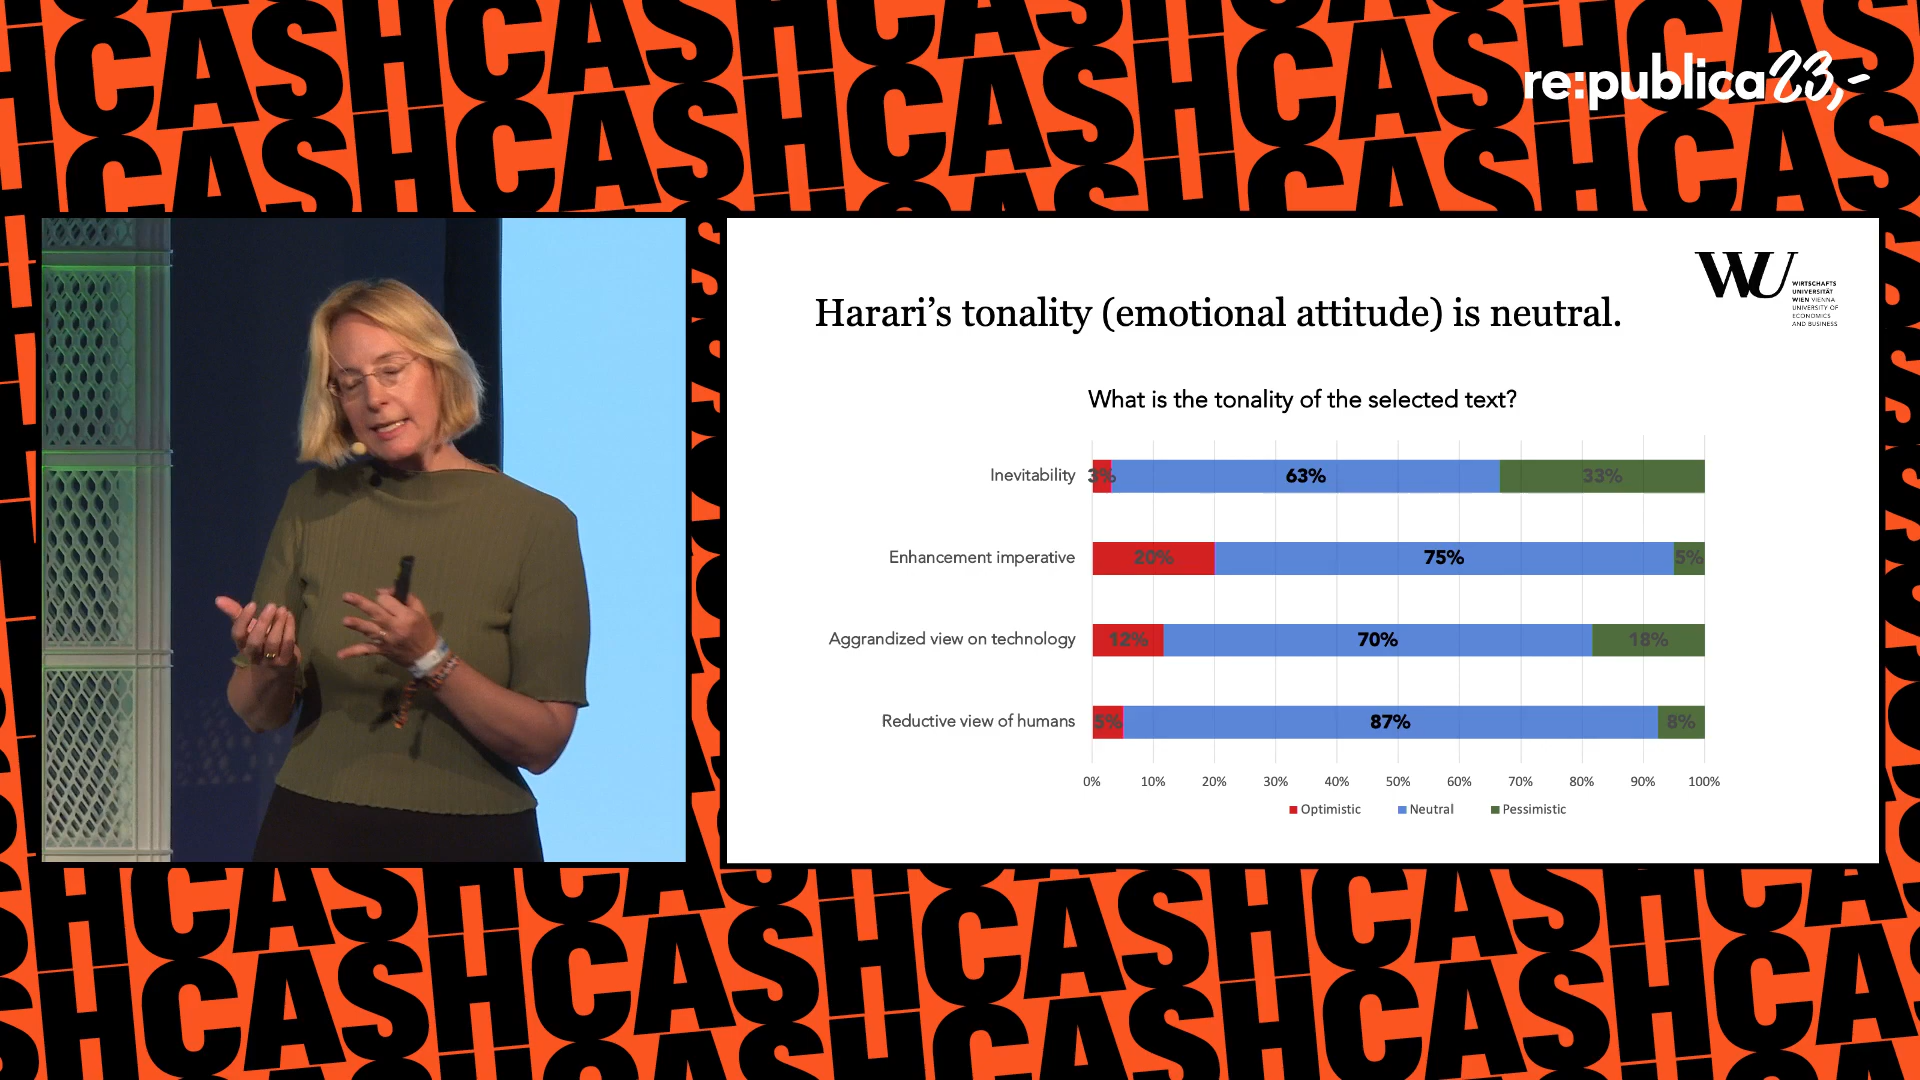 CASHCASHCASHCASHCASH
re:publica23,-
WU
WIRTSCHAFTS
UNIVERSITÄT
WIEN VIENNA
UNIVERSITY OF
ECONOMICS
AND BUSINESS
Harari's tonality (emotional attitude) is neutral.
What is the tonality of the selected text?
Inevitability 3% 63% 33%
Enhancement imperative 20% 75% 5%
Aggrandized view on technology 12% 70% 18%
Reductive view of humans 5% 87% 8%
0% 10% 20% 30% 40% 50% 60% 70% 80% 90% 100%
Optimistic Neutral Pessimistic